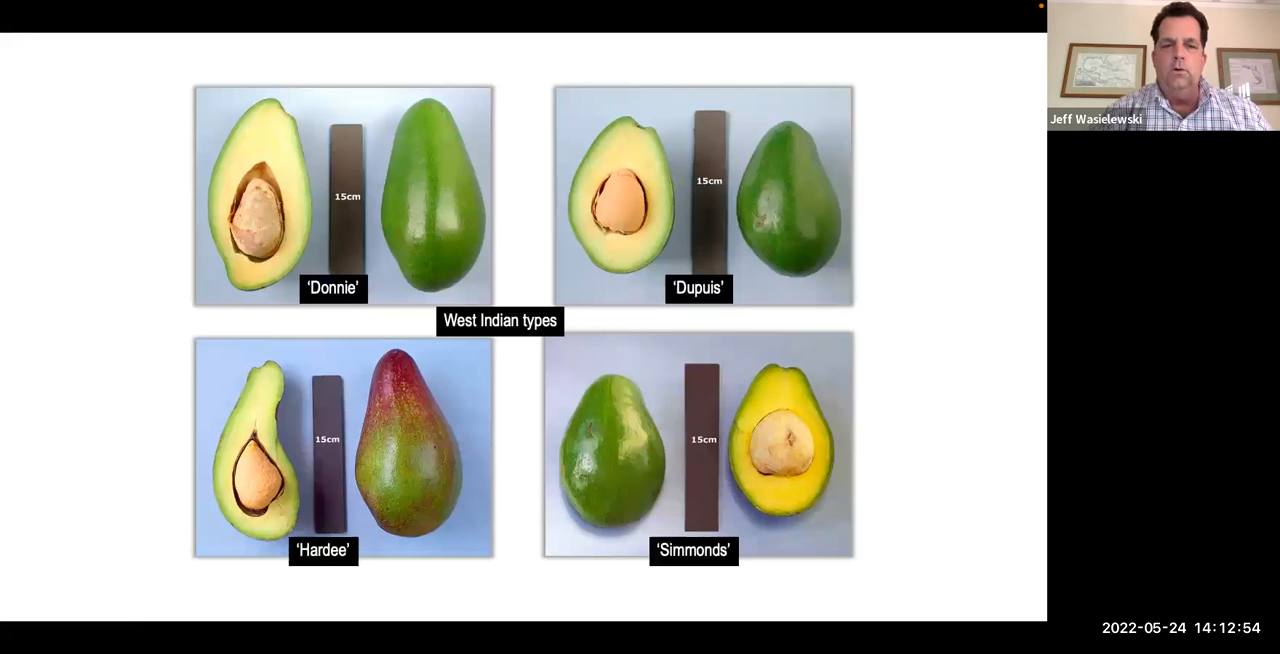 Jeff Wasielewski
15cm
‘Donnie’
15cm
‘Dupuis’
West Indian types
15cm
‘Hardee’
15cm
‘Simmonds’
2022-05-24 14:12:54